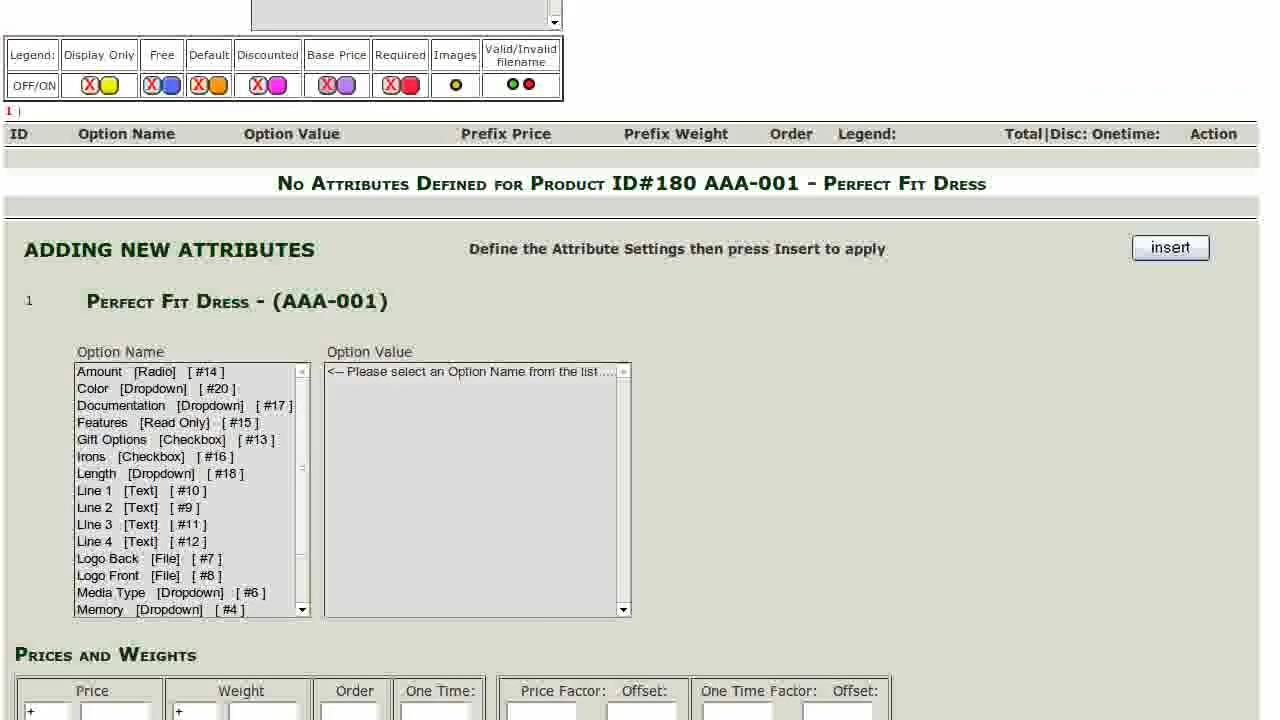 Legend: Display Only Free Default Discounted Base Price Required Images Valid/Invalid filename
OFF/ON X X X X X X
1 |
ID Option Name Option Value Prefix Price Prefix Weight Order Legend: Total|Disc: Onetime: Action
No Attributes Defined for Product ID#180 AAA-001 - Perfect Fit Dress
ADDING NEW ATTRIBUTES Define the Attribute Settings then press Insert to apply insert
1 Perfect Fit Dress - (AAA-001)
Option Name Option Value
Amount [Radio] [ #14 ] <-- Please select an Option Name from the list .....
Color [Dropdown] [ #20 ]
Documentation [Dropdown] [ #17 ]
Features [Read Only] [ #15 ]
Gift Options [Checkbox] [ #13 ]
Irons [Checkbox] [ #16 ]
Length [Dropdown] [ #18 ]
Line 1 [Text] [ #10 ]
Line 2 [Text] [ #9 ]
Line 3 [Text] [ #11 ]
Line 4 [Text] [ #12 ]
Logo Back [File] [ #7 ]
Logo Front [File] [ #8 ]
Media Type [Dropdown] [ #6 ]
Memory [Dropdown] [ #4 ]
Prices and Weights
Price Weight Order One Time: Price Factor: Offset: One Time Factor: Offset:
+ +